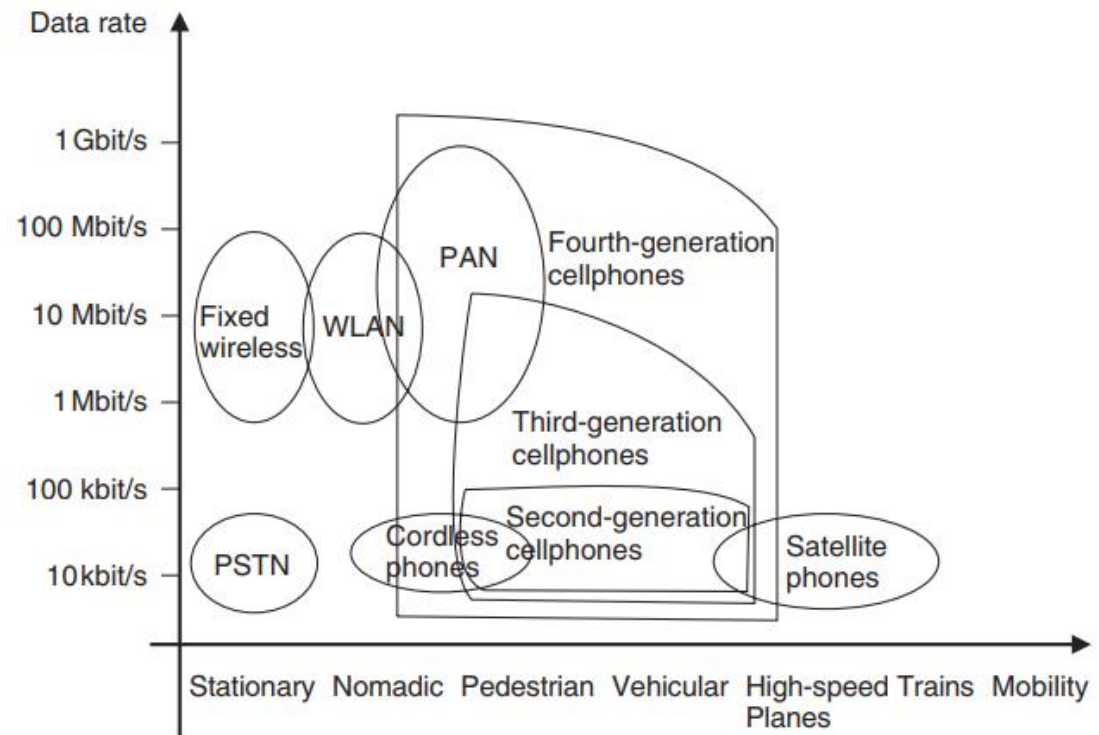 Data rate
1 Gbit/s
100 Mbit/s
10 Mbit/s
1 Mbit/s
100 kbit/s
10 kbit/s
PAN
Fourth-generation
cellphones
Fixed
wireless
WLAN
Third-generation
cellphones
Second-generation
cellphones
Cordless
phones
PSTN
Satellite
phones
Stationary Nomadic Pedestrian Vehicular High-speed Trains Mobility
Planes